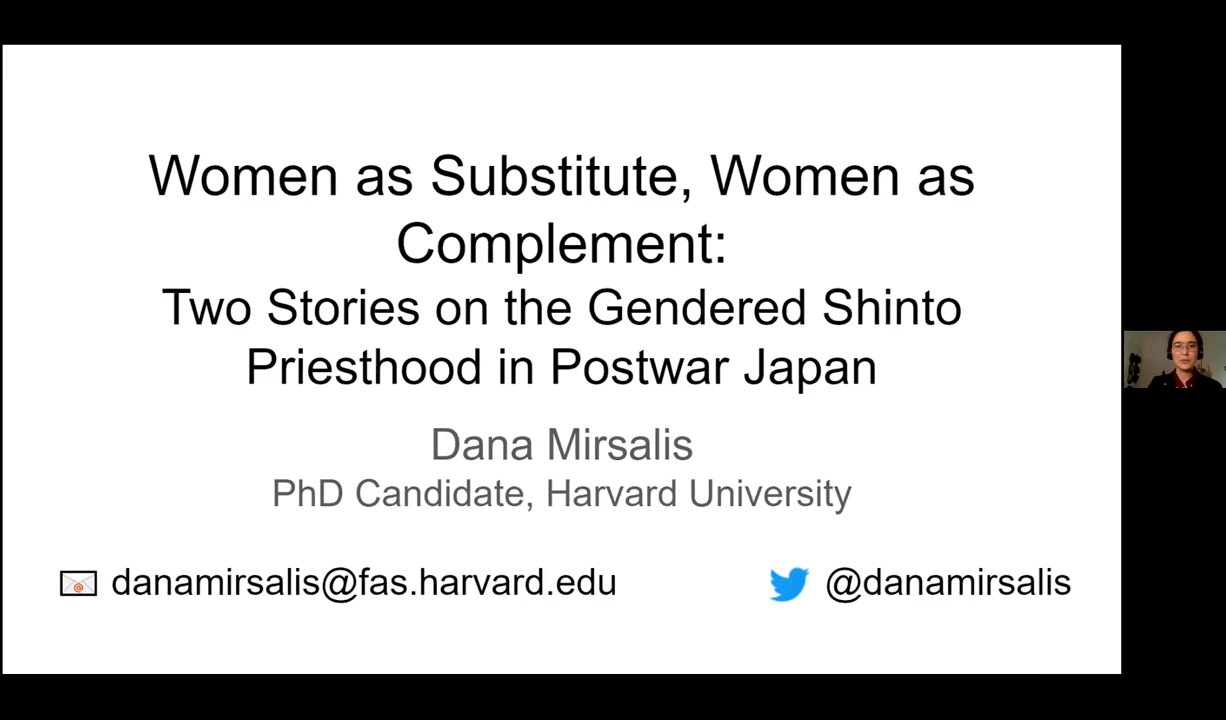 Women as Substitute, Women as
Complement:
Two Stories on the Gendered Shinto
Priesthood in Postwar Japan
Dana Mirsalis
PhD Candidate, Harvard University
danamirsalis@fas.harvard.edu
@danamirsalis